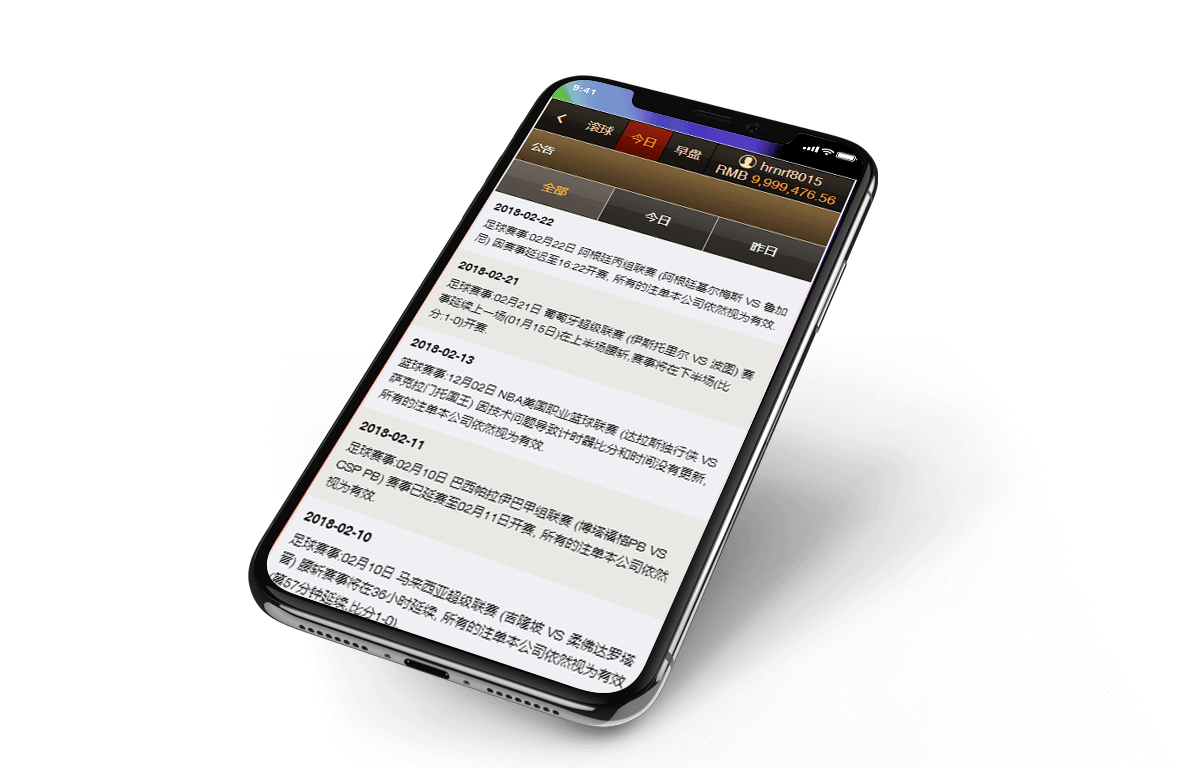 9:41
滚球 今日 早盘
hrnrf8015
RMB 9,999,476.56
公告
全部 今日 昨日
2018-02-22
足球赛事:02月22日 阿根廷丙组联赛 (阿根廷基尔梅斯 VS 鲁加
尼) 因赛事延迟至16:22开赛, 所有的注单本公司依然视为有效.
2018-02-21
足球赛事:02月21日 葡萄牙超级联赛 (伊斯托里尔 VS 波图) 赛
事延续上一场(01月16日)在上半场腰斩,赛事将在下半场(比
分:1-0)开赛.
2018-02-13
篮球赛事:12月02日 NBA美国职业篮球联赛 (达拉斯独行侠 VS
萨克拉门托国王) 因技术问题导致计时器比分和时间没有更新,
所有的注单本公司依然视为有效.
2018-02-11
足球赛事:02月10日 巴西帕拉伊巴甲组联赛 (博塔福格PB VS
CSP PB) 赛事已延赛至02月11日开赛, 所有的注单本公司依然
视为有效.
2018-02-10
足球赛事:02月10日 马来西亚超级联赛 (吉隆坡 VS 柔佛达罗塔
) 腰斩赛事将在36小时延续, 所有的注单本公司依然视为有效
(第57分钟延续,比分1-0).